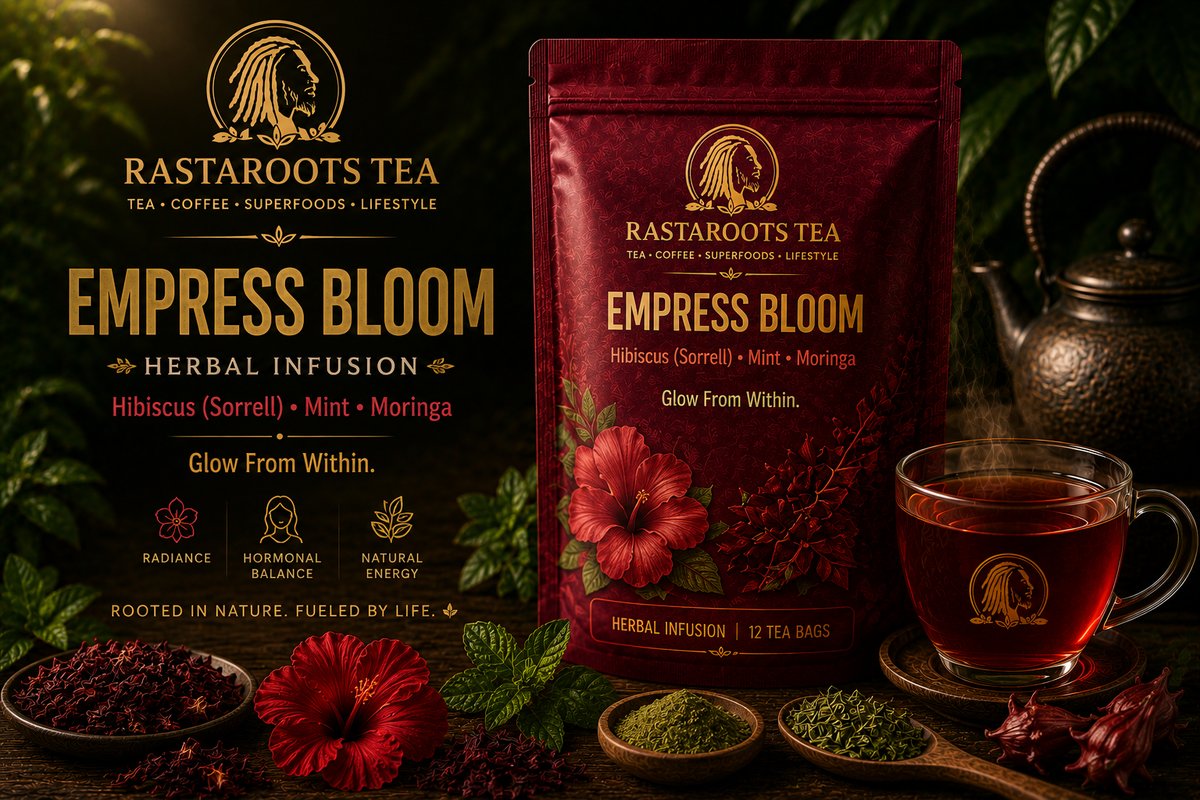 RASTAROOTS TEA
TEA • COFFEE • SUPERFOODS • LIFESTYLE
EMPRESS BLOOM
HERBAL INFUSION
Hibiscus (Sorrell) • Mint • Moringa
Glow From Within.
RADIANCE
HORMONAL
BALANCE
NATURAL
ENERGY
ROOTED IN NATURE. FUELED BY LIFE.
RASTAROOTS TEA
TEA • COFFEE • SUPERFOODS • LIFESTYLE
EMPRESS BLOOM
Hibiscus (Sorrell) • Mint • Moringa
Glow From Within.
HERBAL INFUSION | 12 TEA BAGS